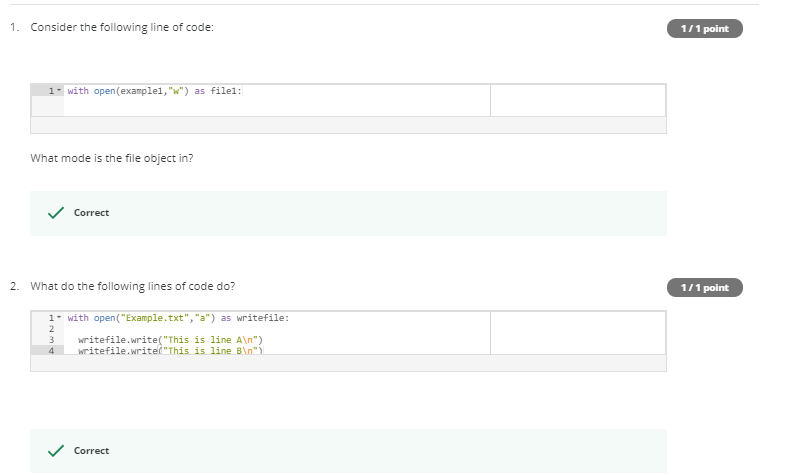 1. Consider the following line of code:
1/1 point
1 with open(example1,"w") as file1:
What mode is the file object in?
Correct
2. What do the following lines of code do?
1/1 point
1 with open("Example.txt","a") as writefile:
2
3 writefile.write("This is line A\n")
4 writefile.write("This is line B\n")
Correct